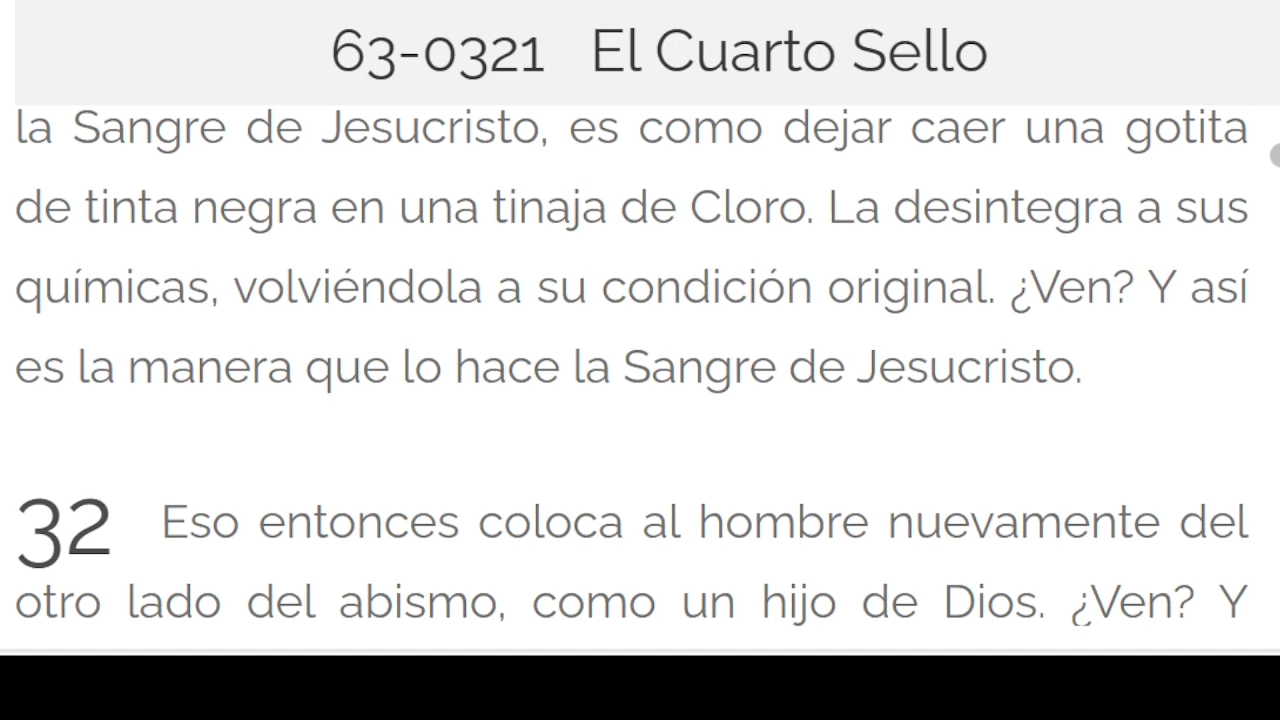 63-0321 El Cuarto Sello
la Sangre de Jesucristo, es como dejar caer una gotita
de tinta negra en una tinaja de Cloro. La desintegra a sus
químicas, volviéndola a su condición original. ¿Ven? Y así
es la manera que lo hace la Sangre de Jesucristo.
32 Eso entonces coloca al hombre nuevamente del
otro lado del abismo, como un hijo de Dios. ¿Ven? Y